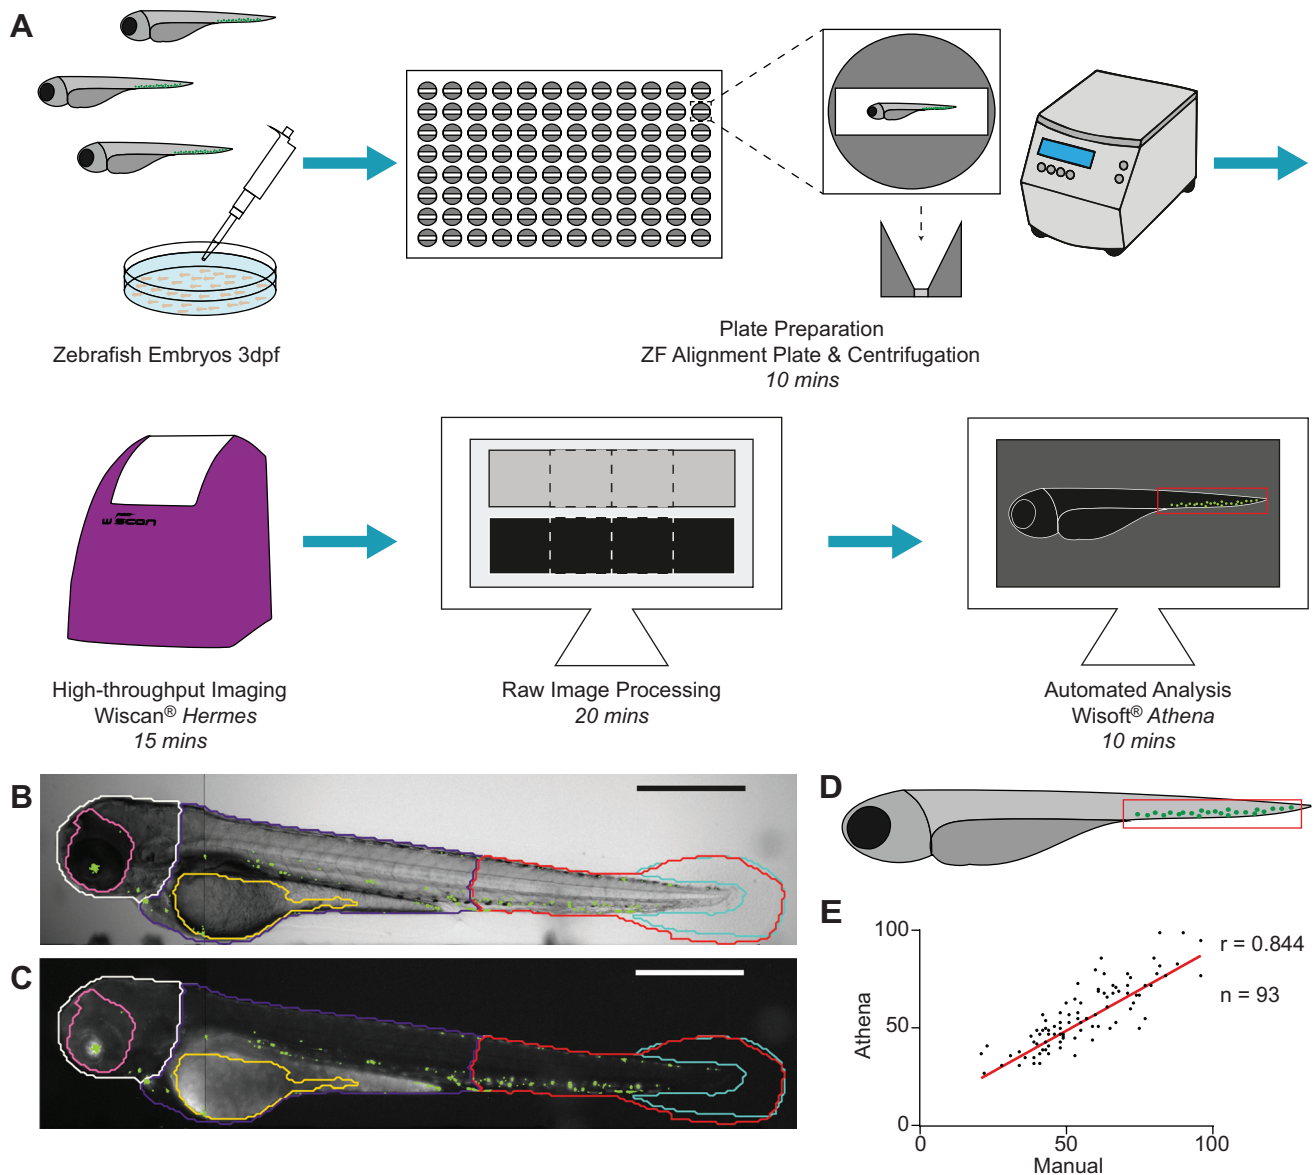 A
Zebrafish Embryos 3dpf
Plate Preparation
ZF Alignment Plate & Centrifugation
10 mins
wiscan
High-throughput Imaging
Wiscan® Hermes
15 mins
Raw Image Processing
20 mins
Automated Analysis
Wisoft® Athena
10 mins
B
C
D
E
100
50
0
Athena
0
50
100
Manual
r = 0.844
n = 93